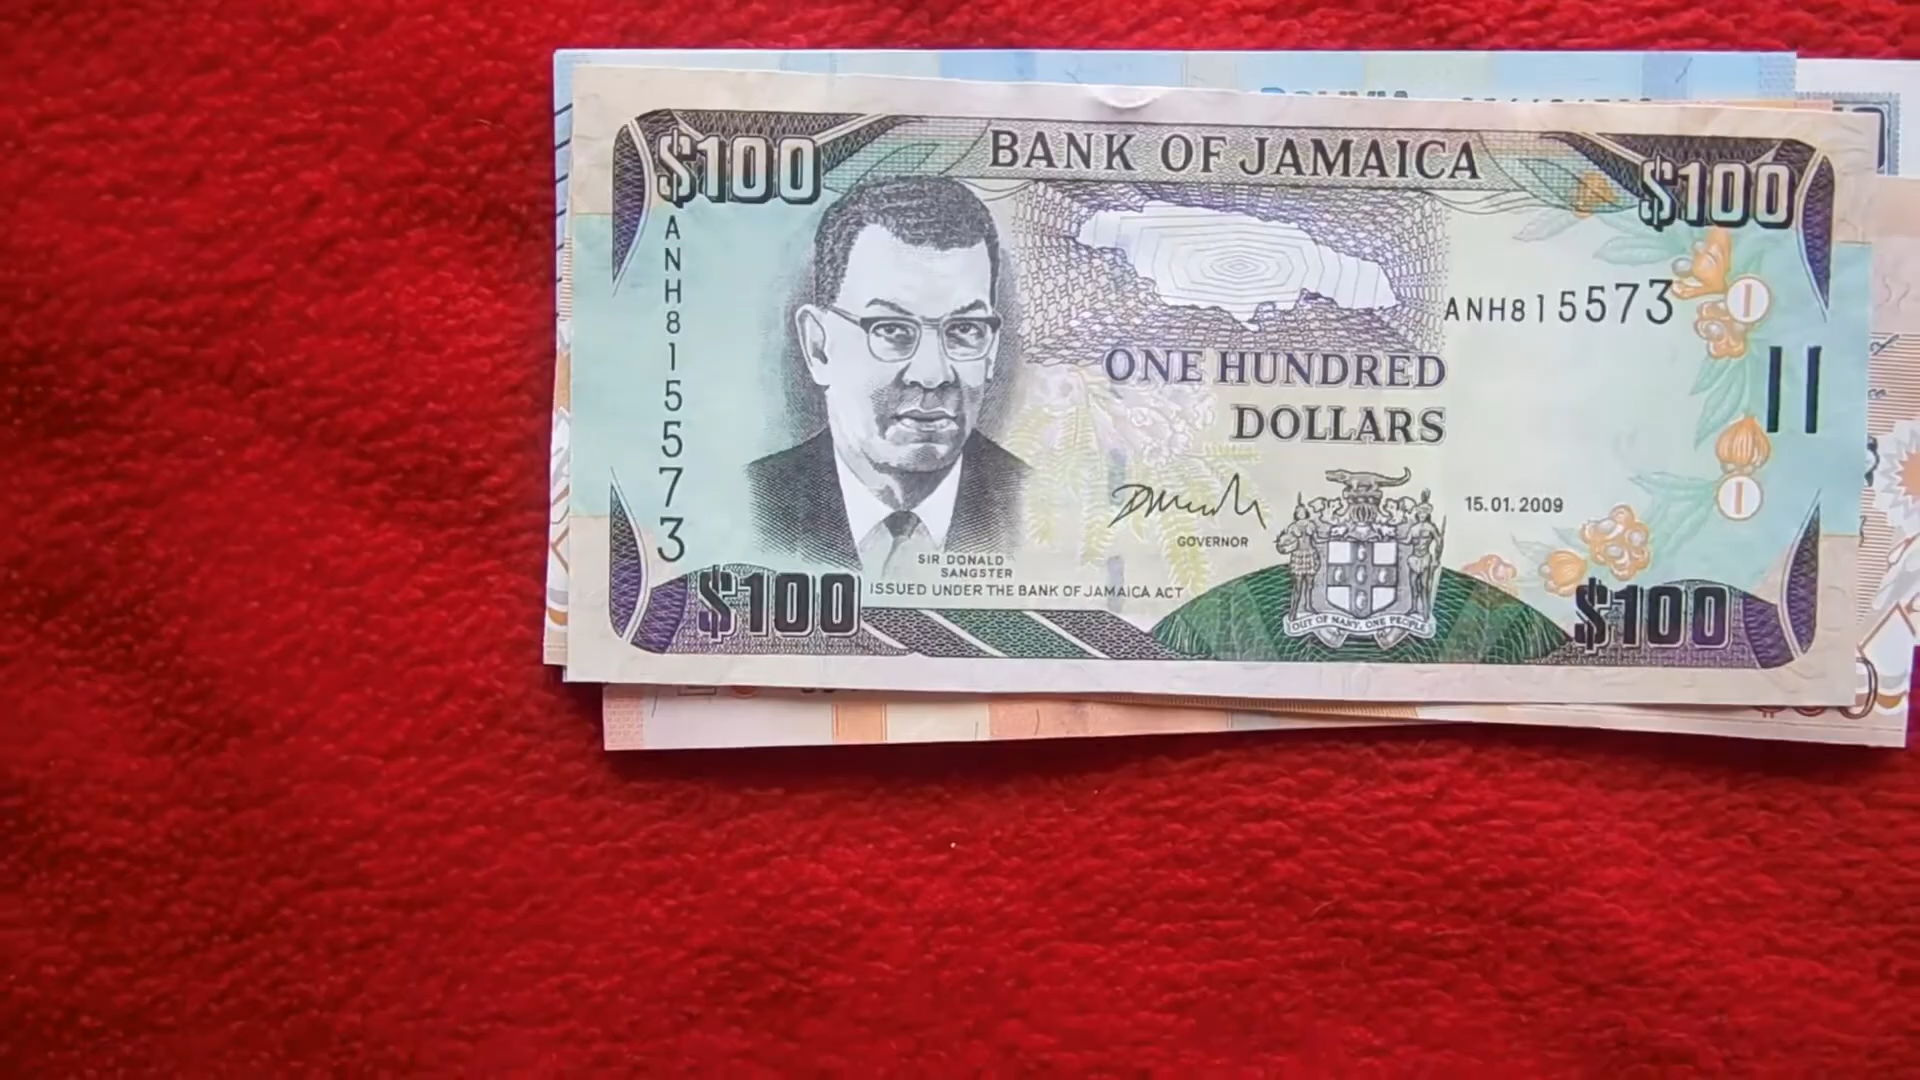 $100
BANK OF JAMAICA
$100
ANH815573
ANH815573
ONE HUNDRED
DOLLARS
15.01.2009
GOVERNOR
SIR DONALD
SANGSTER
ISSUED UNDER THE BANK OF JAMAICA ACT
OUT OF MANY, ONE PEOPLE
$100
$100